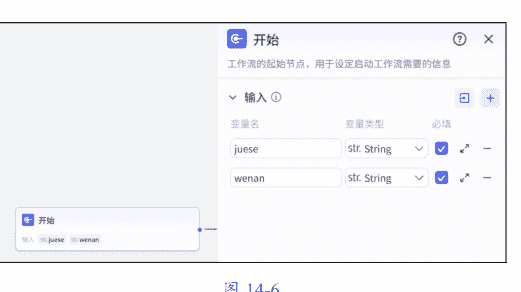 开始
工作流的起始节点，用于设定启动工作流需要的信息
输入
变量名 变量类型 必填
juese str. String
wenan str. String
开始
输入 str. juese str. wenan
图 14-6